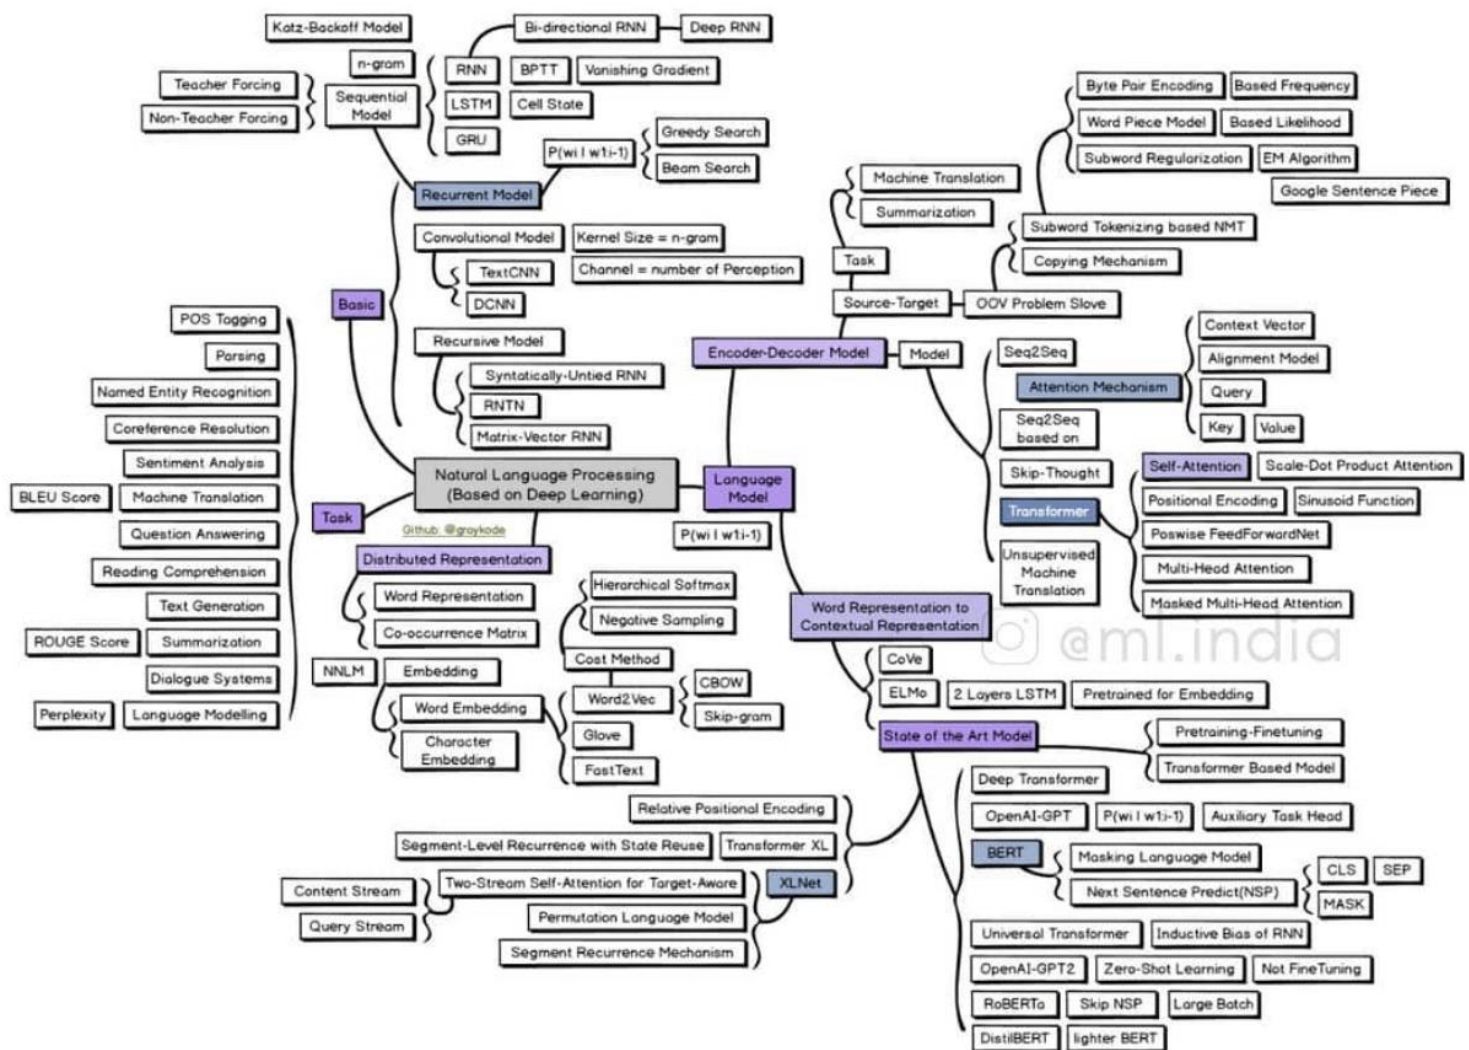 Katz-Backoff Model
Bi-directional RNN
Deep RNN
n-gram
RNN
BPTT
Vanishing Gradient
Teacher Forcing
Non-Teacher Forcing
Sequential
Model
LSTM
Cell State
GRU
P(wi | w1:i-1)
Greedy Search
Beam Search
Recurrent Model
Convolutional Model
Kernel Size = n-gram
TextCNN
Channel = number of Perception
DCNN
Basic
Recursive Model
Syntatically-Untied RNN
RNTN
Matrix-Vector RNN
POS Tagging
Parsing
Named Entity Recognition
Coreference Resolution
Sentiment Analysis
BLEU Score
Machine Translation
Question Answering
Reading Comprehension
Text Generation
ROUGE Score
Summarization
Dialogue Systems
Perplexity
Language Modelling
Task
Natural Language Processing
(Based on Deep Learning)
Github: @graykode
Distributed Representation
Word Representation
Co-occurrence Matrix
NNLM
Embedding
Word Embedding
Character
Embedding
Hierarchical Softmax
Negative Sampling
Cost Method
Word2Vec
CBOW
Skip-gram
Glove
FastText
Language
Model
P(wi | w1:i-1)
Encoder-Decoder Model
Source-Target
Task
Machine Translation
Summarization
OOV Problem Slove
Subword Tokenizing based NMT
Copying Mechanism
Byte Pair Encoding
Based Frequency
Word Piece Model
Based Likelihood
Subword Regularization
EM Algorithm
Google Sentence Piece
Model
Seq2Seq
Attention Mechanism
Context Vector
Alignment Model
Query
Key
Value
Seq2Seq
based on
Skip-Thought
Transformer
Self-Attention
Scale-Dot Product Attention
Positional Encoding
Sinusoid Function
Poswise FeedForwardNet
Multi-Head Attention
Masked Multi-Head Attention
Unsupervised
Machine
Translation
Word Representation to
Contextual Representation
@ml.india
CoVe
ELMo
2 Layers LSTM
Pretrained for Embedding
State of the Art Model
Pretraining-Finetuning
Transformer Based Model
Deep Transformer
OpenAI-GPT
P(wi | w1:i-1)
Auxiliary Task Head
BERT
Masking Language Model
Next Sentence Predict(NSP)
CLS
SEP
MASK
Universal Transformer
Inductive Bias of RNN
OpenAI-GPT2
Zero-Shot Learning
Not FineTuning
RoBERTa
Skip NSP
Large Batch
DistilBERT
lighter BERT
Relative Positional Encoding
Segment-Level Recurrence with State Reuse
Transformer XL
XLNet
Two-Stream Self-Attention for Target-Aware
Content Stream
Query Stream
Permutation Language Model
Segment Recurrence Mechanism